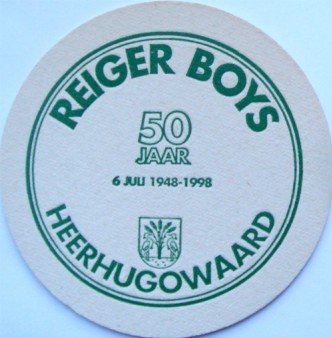 REIGER BOYS
50
JAAR
6 JULI 1948-1998
HEERHUGOWAARD